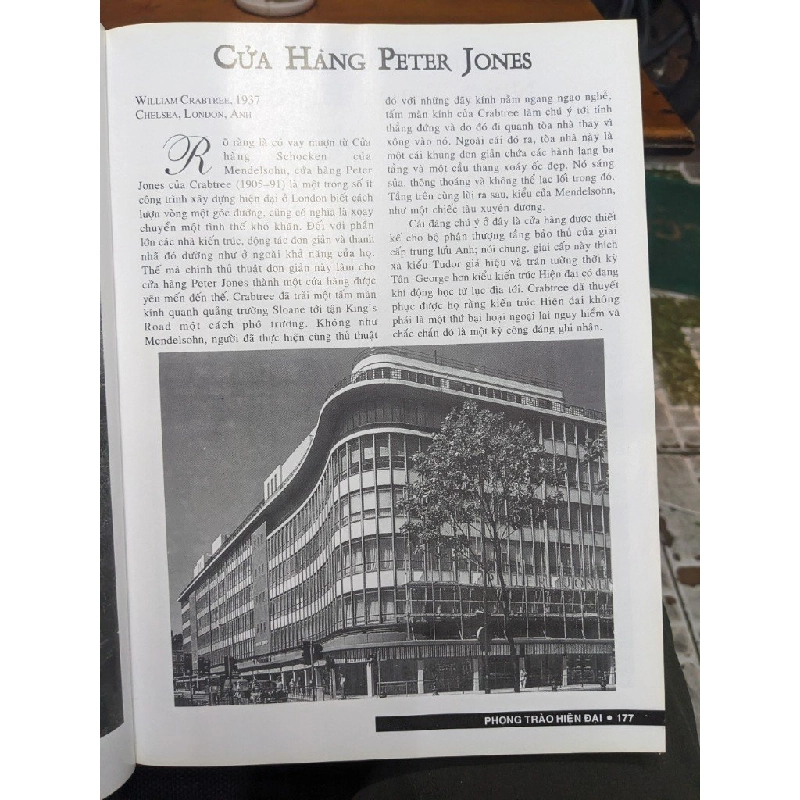 CỬA HÀNG PETER JONES
WILLIAM CRABTREE, 1937
CHELSEA, LONDON, ANH
Rõ ràng là có vay mượn từ Cửa
hàng Schocken của
Mendelsohn, cửa hàng Peter
Jones của Crabtree (1905–91) là một trong số ít
công trình xây dựng hiện đại ở London biết cách
lượn vòng một góc đường, cũng có nghĩa là xoay
chuyển một tình thế khó khăn. Đối với phần
lớn các nhà kiến trúc, động tác đơn giản và thanh
nhã đó dường như ở ngoài khả năng của họ.
Thế mà chính thủ thuật đơn giản này làm cho
cửa hàng Peter Jones thành một cửa hàng được
yêu mến đến thế. Crabtree đã trải một tấm màn
kính quanh quảng trường Sloane tới tận King's
Road một cách phô trương. Không như
Mendelsohn, người đã thực hiện cùng thủ thuật
đó với những dãy kính nằm ngang ngạo nghễ,
tấm màn kính của Crabtree làm chú ý tới tính
thẳng đứng và do đó đi quanh tòa nhà thay vì
xông vào nó. Ngoài cái đó ra, tòa nhà này là
một cái khung đơn giản chứa các hành lang ba
tầng và một cầu thang xoáy ốc đẹp. Nó sáng
sủa, thông thoáng và không thể lạc lối trong đó.
Tầng trên cùng lùi ra sau, kiểu của Mendelsohn,
như một chiếc tàu xuyên dương.
Cái đáng chú ý ở đây là cửa hàng được thiết
kế cho bộ phận thượng tầng bảo thủ của giai
cấp trung lưu Anh; nói chung, giai cấp này thích
xà kiểu Tudor giả hiệu và trần tường thời kỳ
Tân George hơn kiểu kiến trúc Hiện đại có dạng
khí động học từ lục địa tới. Crabtree đã thuyết
phục được họ rằng kiến trúc Hiện đại không
phải là một thứ bại hoại ngoại lai nguy hiểm và
chắc chắn đó là một kỳ công đáng ghi nhận.
PHONG TRÀO HIỆN ĐẠI • 177